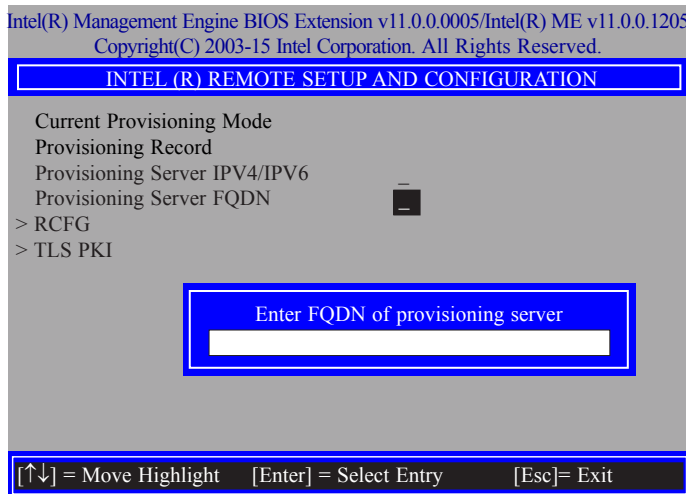 Intel(R) Management Engine BIOS Extension v11.0.0.0005/Intel(R) ME v11.0.0.1205
Copyright(C) 2003-15 Intel Corporation. All Rights Reserved.
INTEL (R) REMOTE SETUP AND CONFIGURATION
Current Provisioning Mode
Provisioning Record
Provisioning Server IPV4/IPV6 _
Provisioning Server FQDN _
> RCFG
> TLS PKI
Enter FQDN of provisioning server
[↑↓] = Move Highlight [Enter] = Select Entry [Esc]= Exit